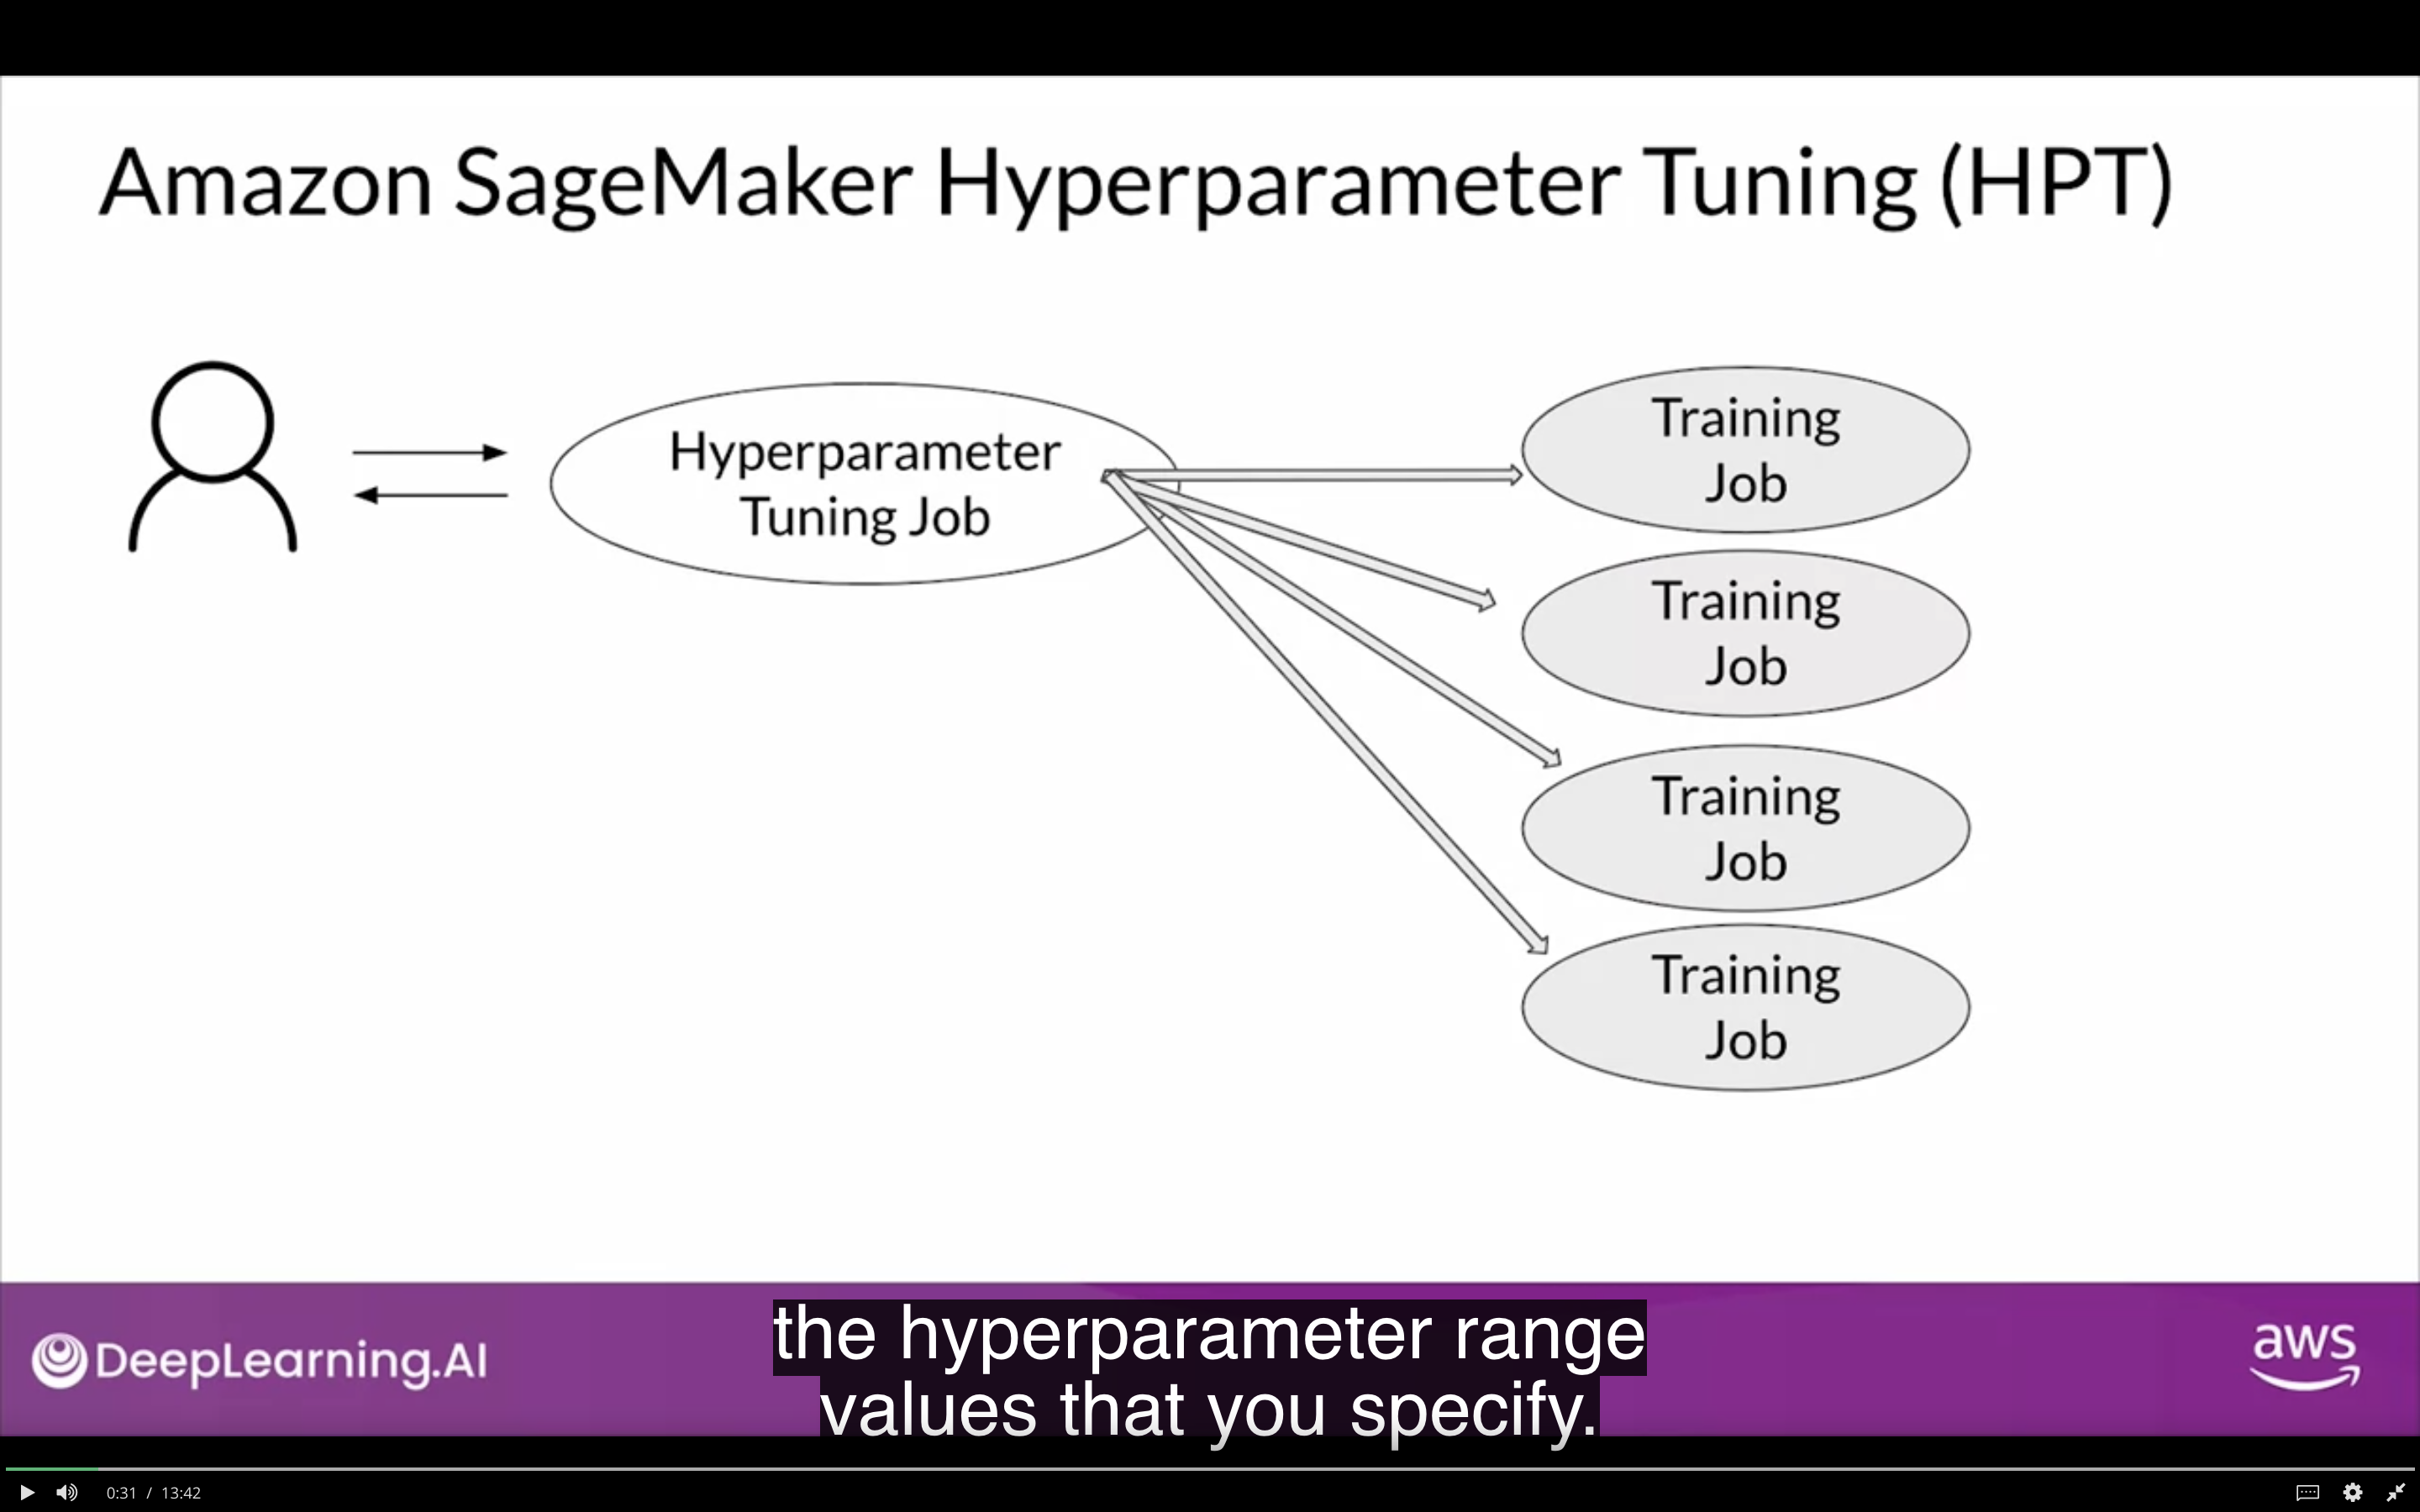 Amazon SageMaker Hyperparameter Tuning (HPT)
Hyperparameter
Tuning Job
Training
Job
Training
Job
Training
Job
Training
Job
DeepLearning.AI
the hyperparameter range
values that you specify.
aws
0:31 / 13:42